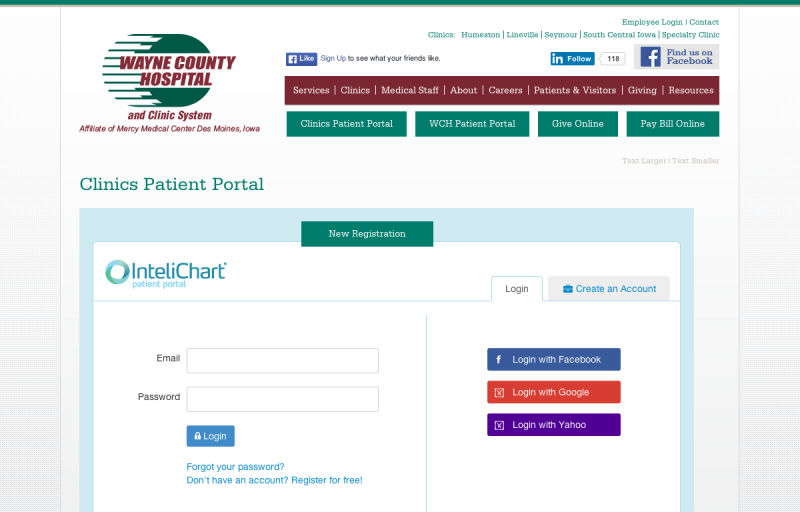 Employee Login | Contact
Clinics: Humeston | Lineville | Seymour | South Central Iowa | Specialty Clinic
WAYNE COUNTY
HOSPITAL
and Clinic System
Affiliate of Mercy Medical Center Des Moines, Iowa
Like Sign Up to see what your friends like.
in Follow 118
Find us on
Facebook
Services | Clinics | Medical Staff | About | Careers | Patients & Visitors | Giving | Resources
Clinics Patient Portal WCH Patient Portal Give Online Pay Bill Online
Text Larger | Text Smaller
Clinics Patient Portal
New Registration
InteliChart®
patient portal
Login Create an Account
Email
Password
Login
Forgot your password?
Don't have an account? Register for free!
Login with Facebook
Login with Google
Login with Yahoo